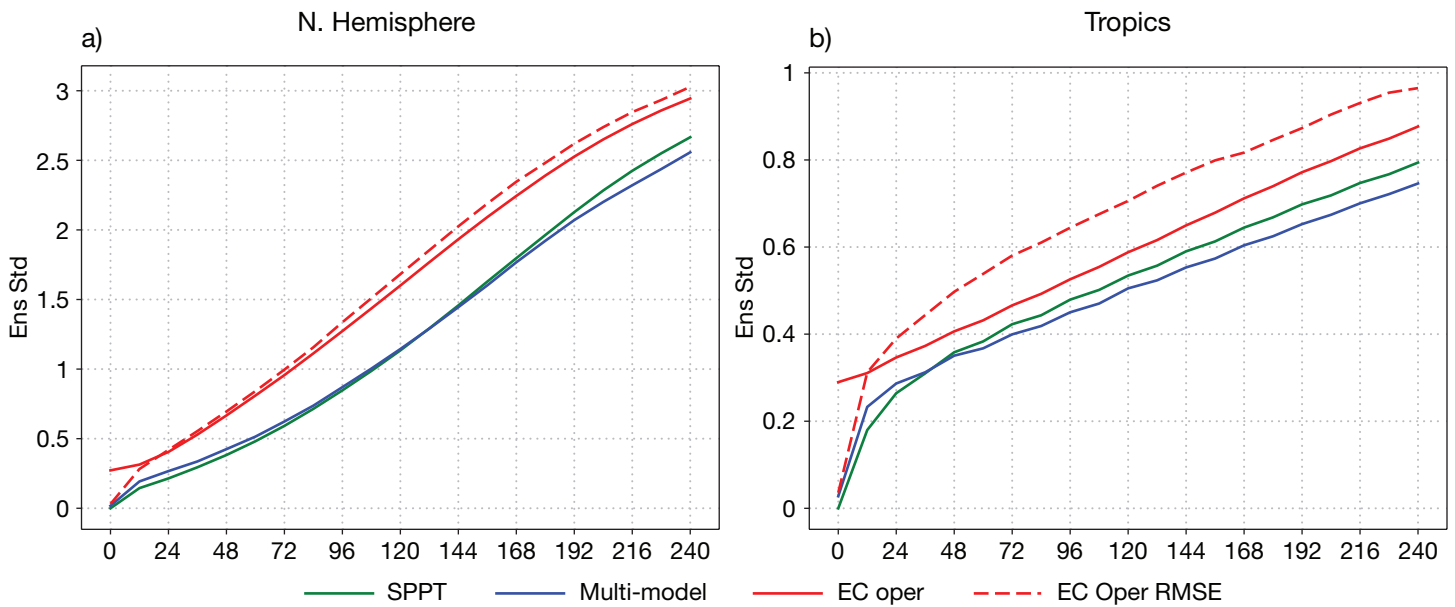 N. Hemisphere
Tropics
a)
b)
Ens Std
3
2.5
2
1.5
1
0.5
0
0 24 48 72 96 120 144 168 192 216 240
Ens Std
1
0.8
0.6
0.4
0.2
0
0 24 48 72 96 120 144 168 192 216 240
SPPT Multi-model EC oper EC Oper RMSE